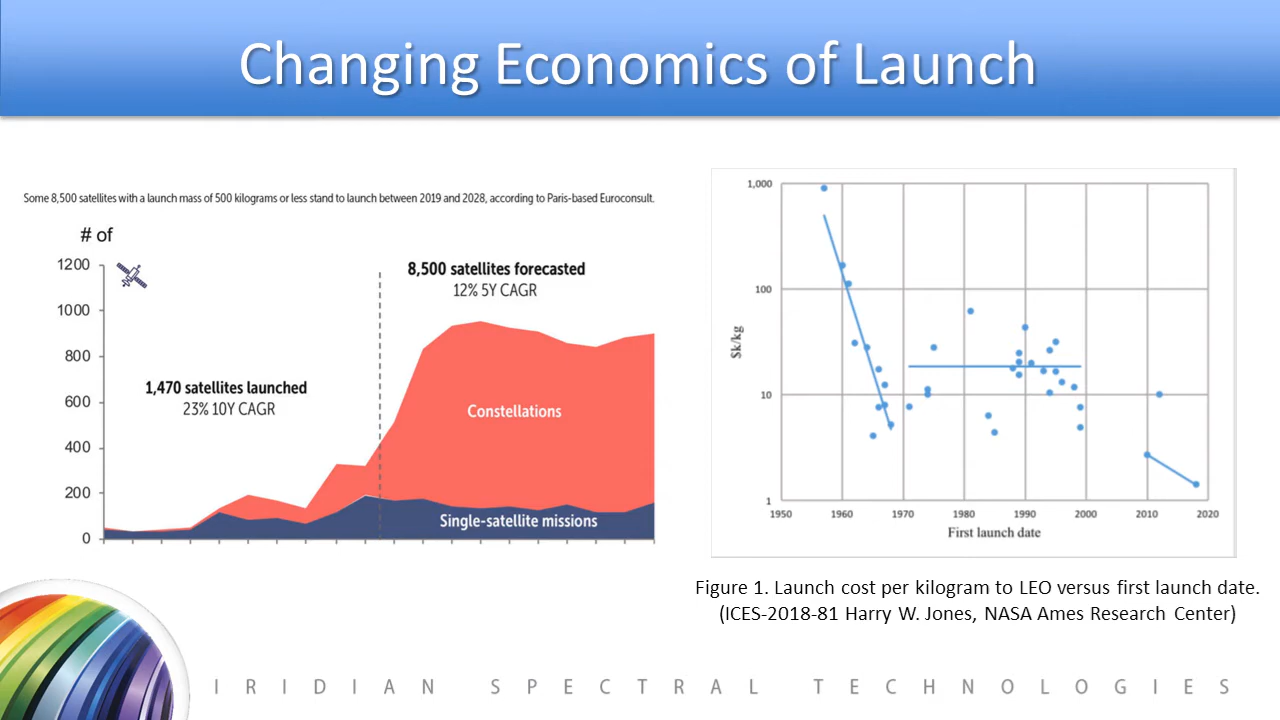 Changing Economics of Launch
Some 8,500 satellites with a launch mass of 500 kilograms or less stand to launch between 2019 and 2028, according to Paris-based Euroconsult.
# of
1200
1000
800
600
400
200
0
1,470 satellites launched
23% 10Y CAGR
8,500 satellites forecasted
12% 5Y CAGR
Constellations
Single-satellite missions
1,000
100
10
1
$k/kg
1950 1960 1970 1980 1990 2000 2010 2020
First launch date
Figure 1. Launch cost per kilogram to LEO versus first launch date.
(ICES-2018-81 Harry W. Jones, NASA Ames Research Center)
IRIDIAN SPECTRAL TECHNOLOGIES